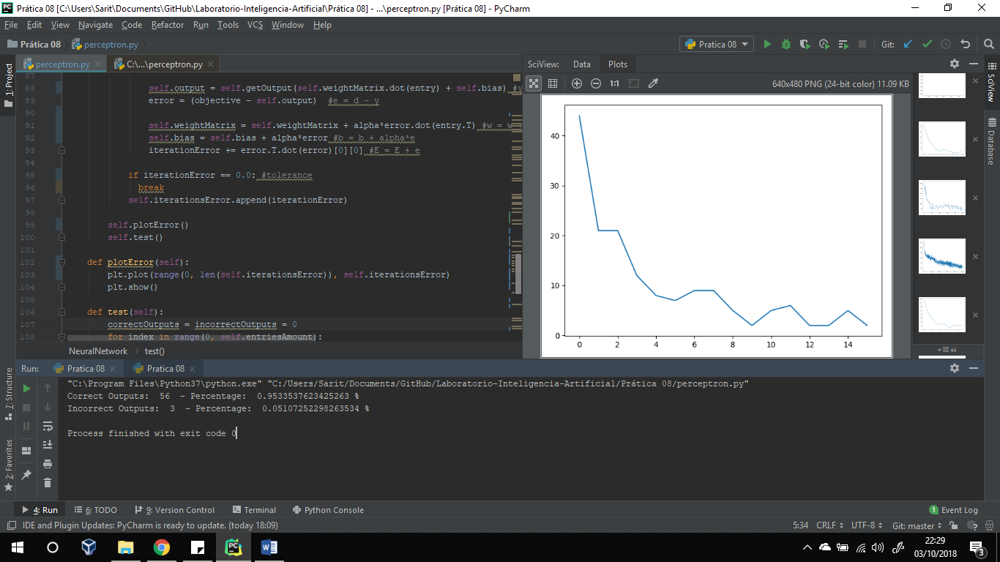 Prática 08 [C:\Users\Sarit\Documents\GitHub\Laboratorio-Inteligencia-Artificial\Prática 08] - ...\perceptron.py [Prática 08] - PyCharm
File Edit View Navigate Code Refactor Run Tools VCS Window Help
Prática 08 perceptron.py Pratica 08 Git:
perceptron.py C:\...\perceptron.py SciView: Data Plots
1: Project
SciView
Database
1:1 640x480 PNG (24-bit color) 11.09 KB
87
88 self.output = self.getOutput(self.weightMatrix.dot(entry) + self.bias)
89 error = (objective - self.output) #e = d - y
90
91 self.weightMatrix = self.weightMatrix + alpha*error.dot(entry.T) #w = w
92 self.bias = self.bias + alpha*error #b = b + alpha*e
93 iterationError += error.T.dot(error)[0][0] #E = E + e
94
95 if iterationError == 0.0: #tolerance
96 break
97 self.iterationsError.append(iterationError)
98
99 self.plotError()
100 self.test()
101
102 def plotError(self):
103 plt.plot(range(0, len(self.iterationsError)), self.iterationsError)
104 plt.show()
105
106 def test(self):
107 correctOutputs = incorrectOutputs = 0
108 for index in range(0, self.entriesAmount):
NeuralNetwork test()
40
30
20
10
0
0 2 4 6 8 10 12 14
44
Run: Pratica 08 Pratica 08
"C:\Program Files\Python37\python.exe" "C:/Users/Sarit/Documents/GitHub/Laboratorio-Inteligencia-Artificial/Prática 08/perceptron.py"
Correct Outputs: 56 - Percentage: 0.9533537623425263 %
Incorrect Outputs: 3 - Percentage: 0.05107252298263534 %
Process finished with exit code 0
7: Structure
2: Favorites
4: Run 6: TODO 9: Version Control Terminal Python Console 1 Event Log
IDE and Plugin Updates: PyCharm is ready to update. (today 18:09) 5:34 CRLF UTF-8 Git: master
22:29
03/10/2018
3